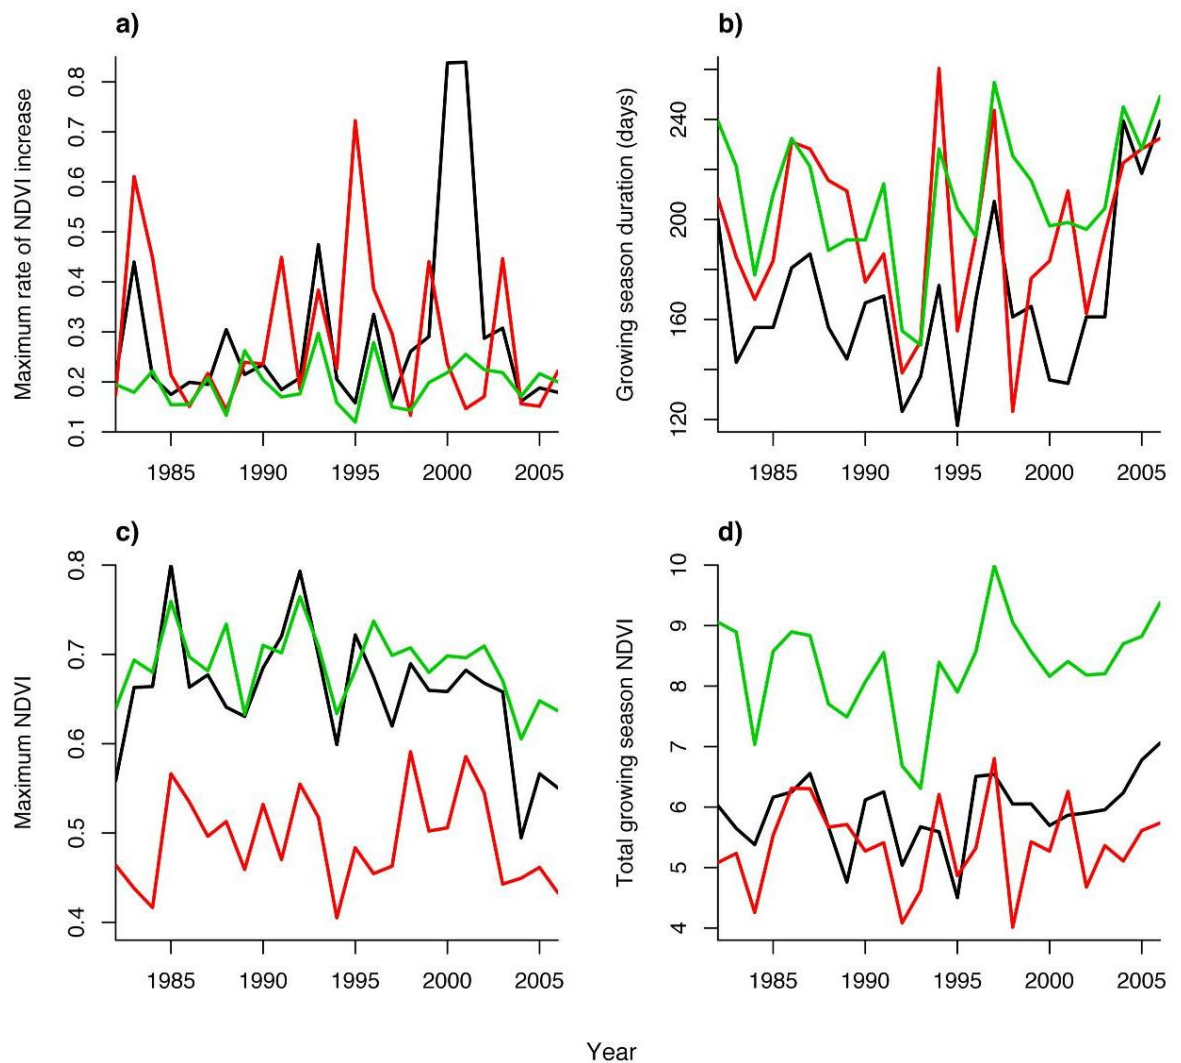 a)
Maximum rate of NDVI increase
0.8
0.7
0.6
0.5
0.4
0.3
0.2
0.1
1985 1990 1995 2000 2005
b)
Growing season duration (days)
240
200
160
120
1985 1990 1995 2000 2005
c)
Maximum NDVI
0.8
0.7
0.6
0.5
0.4
1985 1990 1995 2000 2005
d)
Total growing season NDVI
10
9
8
7
6
5
4
1985 1990 1995 2000 2005
Year